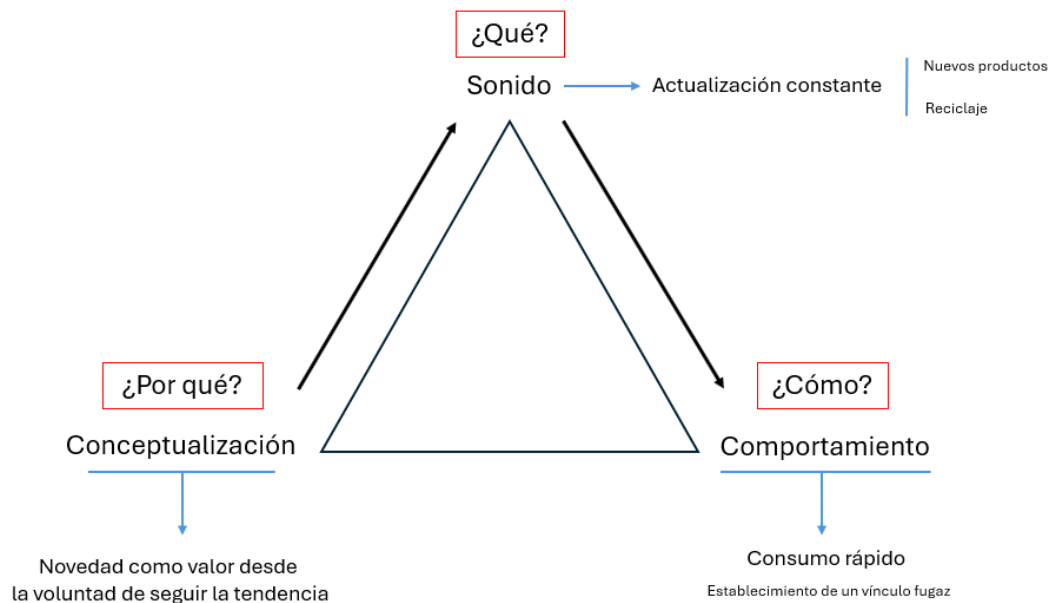 ¿Qué?
Sonido
Actualización constante
Nuevos productos
Reciclaje
¿Por qué?
Conceptualización
Novedad como valor desde
la voluntad de seguir la tendencia
¿Cómo?
Comportamiento
Consumo rápido
Establecimiento de un vínculo fugaz